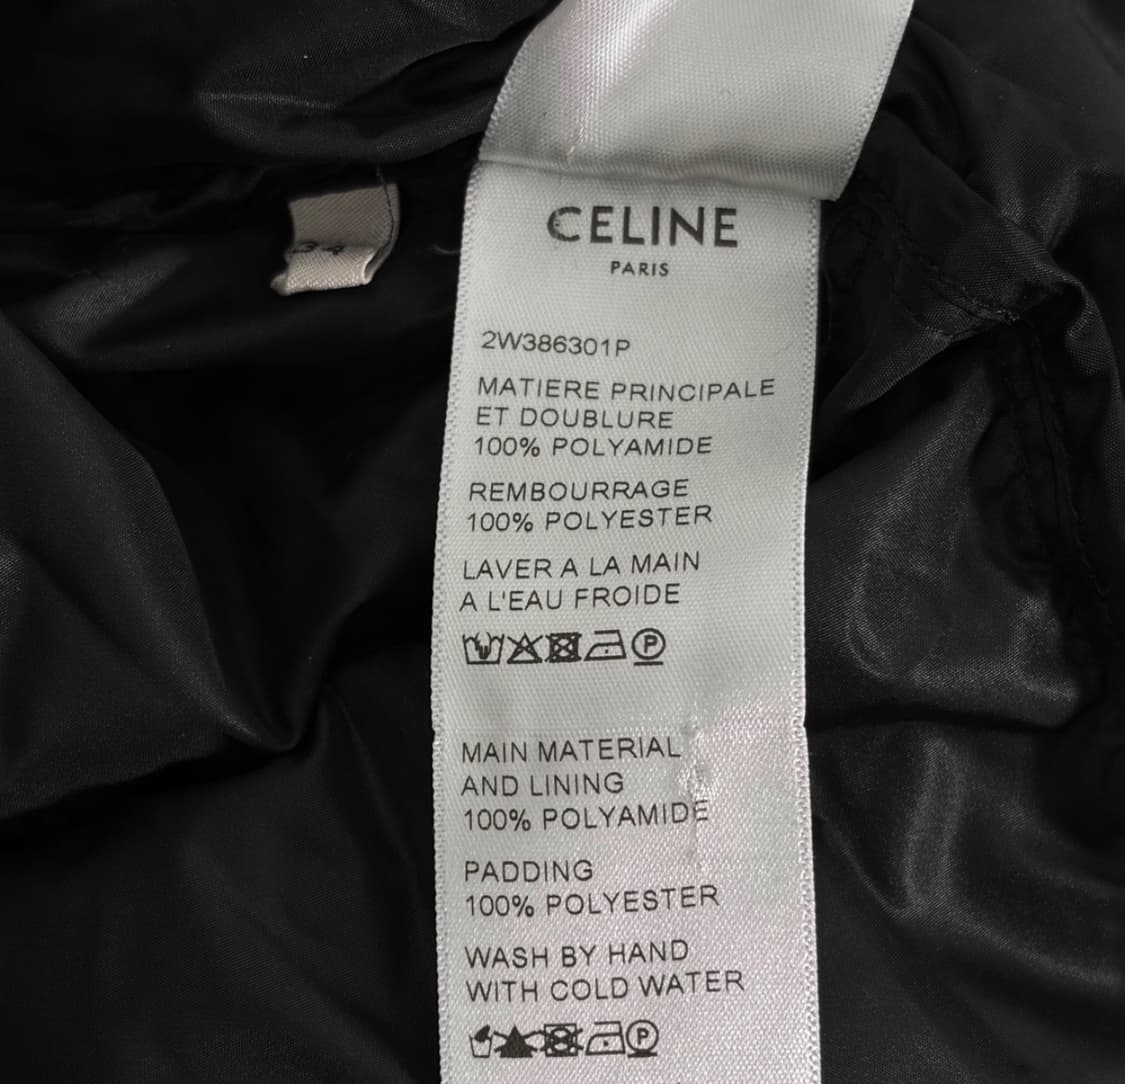 34
CELINE
PARIS
2W386301P
MATIERE PRINCIPALE
ET DOUBLURE
100% POLYAMIDE
REMBOURRAGE
100% POLYESTER
LAVER A LA MAIN
A L'EAU FROIDE
P
MAIN MATERIAL
AND LINING
100% POLYAMIDE
PADDING
100% POLYESTER
WASH BY HAND
WITH COLD WATER
P